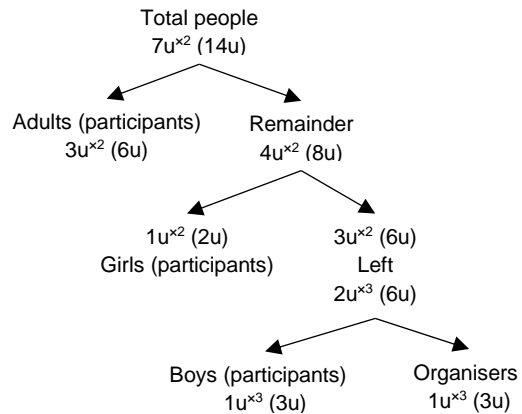 Total people
7u×2 (14u)
Adults (participants)
3u×2 (6u)
Remainder
4u×2 (8u)
1u×2 (2u)
Girls (participants)
3u×2 (6u)
Left
2u×3 (6u)
Boys (participants)
1u×3 (3u)
Organisers
1u×3 (3u)